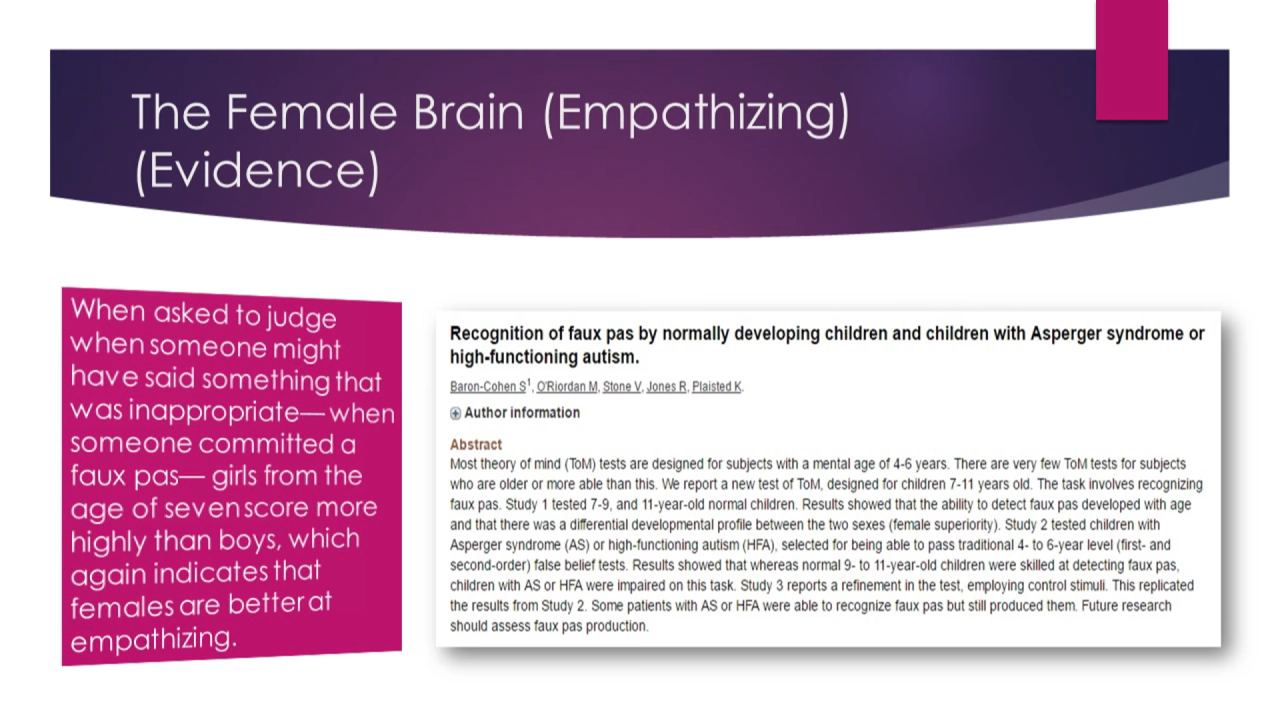 The Female Brain (Empathizing)
(Evidence)
When asked to judge
when someone might
have said something that
was inappropriate—when
someone committed a
faux pas— girls from the
age of seven score more
highly than boys, which
again indicates that
females are better at
empathizing.
Recognition of faux pas by normally developing children and children with Asperger syndrome or
high-functioning autism.
Baron-Cohen S1, O'Riordan M, Stone V, Jones R, Plaisted K.
Author information
Abstract
Most theory of mind (ToM) tests are designed for subjects with a mental age of 4-6 years. There are very few ToM tests for subjects
who are older or more able than this. We report a new test of ToM, designed for children 7-11 years old. The task involves recognizing
faux pas. Study 1 tested 7-9, and 11-year-old normal children. Results showed that the ability to detect faux pas developed with age
and that there was a differential developmental profile between the two sexes (female superiority). Study 2 tested children with
Asperger syndrome (AS) or high-functioning autism (HFA), selected for being able to pass traditional 4- to 6-year level (first- and
second-order) false belief tests. Results showed that whereas normal 9- to 11-year-old children were skilled at detecting faux pas,
children with AS or HFA were impaired on this task. Study 3 reports a refinement in the test, employing control stimuli. This replicated
the results from Study 2. Some patients with AS or HFA were able to recognize faux pas but still produced them. Future research
should assess faux pas production.